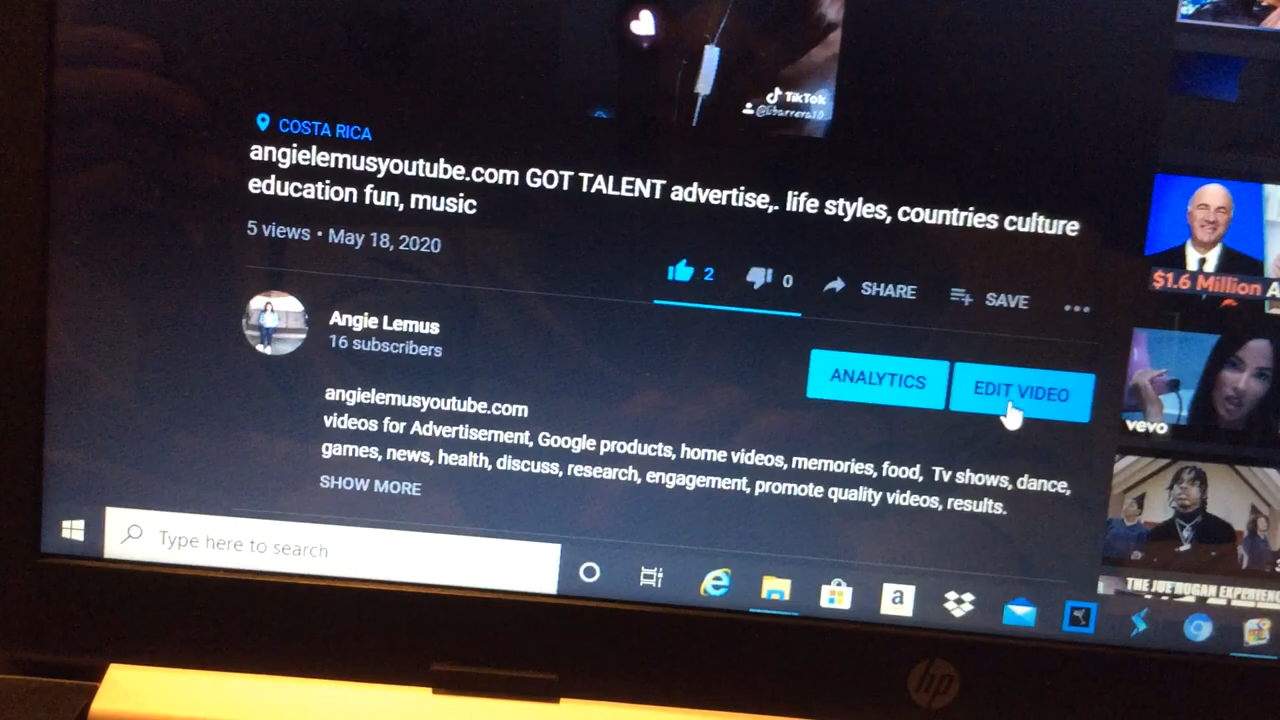 TikTok
@libarrera10
COSTA RICA
angielemusyoutube.com GOT TALENT advertise,. life styles, countries culture
education fun, music
5 views • May 18, 2020
2
0
SHARE
SAVE
Angie Lemus
16 subscribers
ANALYTICS
EDIT VIDEO
angielemusyoutube.com
videos for Advertisement, Google products, home videos, memories, food, Tv shows, dance,
games, news, health, discuss, research, engagement, promote quality videos, results.
SHOW MORE
$1.6 Million A
vevo
THE JOE ROGAN EXPERIENC
Type here to search
a
hp